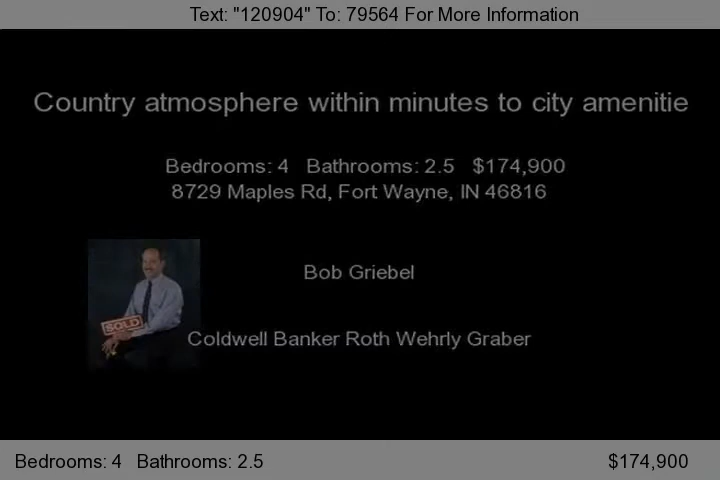 Text: "120904" To: 79564 For More Information
Country atmosphere within minutes to city amenitie
Bedrooms: 4 Bathrooms: 2.5 $174,900
8729 Maples Rd, Fort Wayne, IN 46816
Bob Griebel
SOLD
Coldwell Banker Roth Wehrly Graber
Bedrooms: 4 Bathrooms: 2.5 $174,900